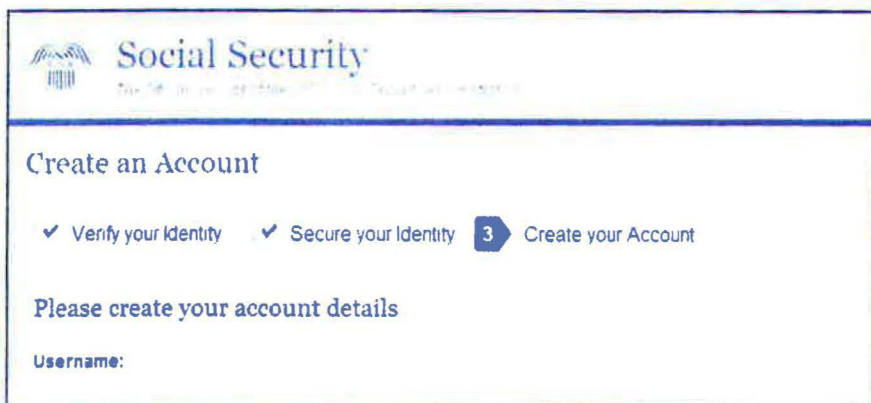 Social Security
Create an Account
✔ Verify your Identity ✔ Secure your Identity 3 Create your Account
Please create your account details
Username: